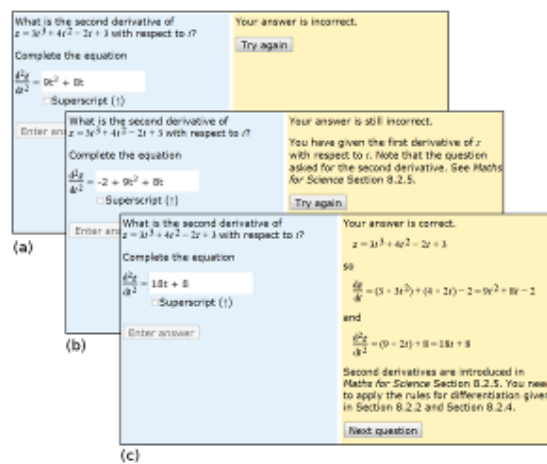 What is the second derivative of
z = 3t³ + 4t² − 2t + 3 with respect to t?
Complete the equation
d²z/dt² = 9t² + 8t
Superscript (↑)
Enter
Your answer is incorrect.
Try again
(a)
What is the second derivative of
z = 3t³ + 4t² − 2t + 3 with respect to t?
Complete the equation
d²z/dt² = -2 + 9t² + 8t
Superscript (↑)
Enter
Your answer is still incorrect.
You have given the first derivative of z
with respect to t. Note that the question
asked for the second derivative. See Maths
for Science Section 8.2.5.
Try again
(b)
What is the second derivative of
z = 3t³ + 4t² − 2t + 3 with respect to t?
Complete the equation
d²z/dt² = 18t + 8
Superscript (↑)
Enter answer
Your answer is correct.
z = 3t³ + 4t² − 2t + 3
so
dz/dt = (3 × 3t²) + (4 × 2t) − 2 = 9t² + 8t − 2
and
d²z/dt² = (9 × 2t) + 8 = 18t + 8
Second derivatives are introduced in
Maths for Science Section 8.2.5. You need
to apply the rules for differentiation given
in Section 8.2.2 and Section 8.2.4.
Next question
(c)